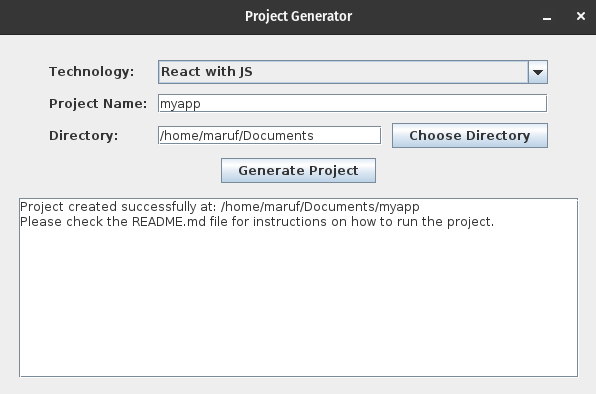 Project Generator
Technology: React with JS
Project Name: myapp
Directory: /home/maruf/Documents Choose Directory
Generate Project
Project created successfully at: /home/maruf/Documents/myapp
Please check the README.md file for instructions on how to run the project.